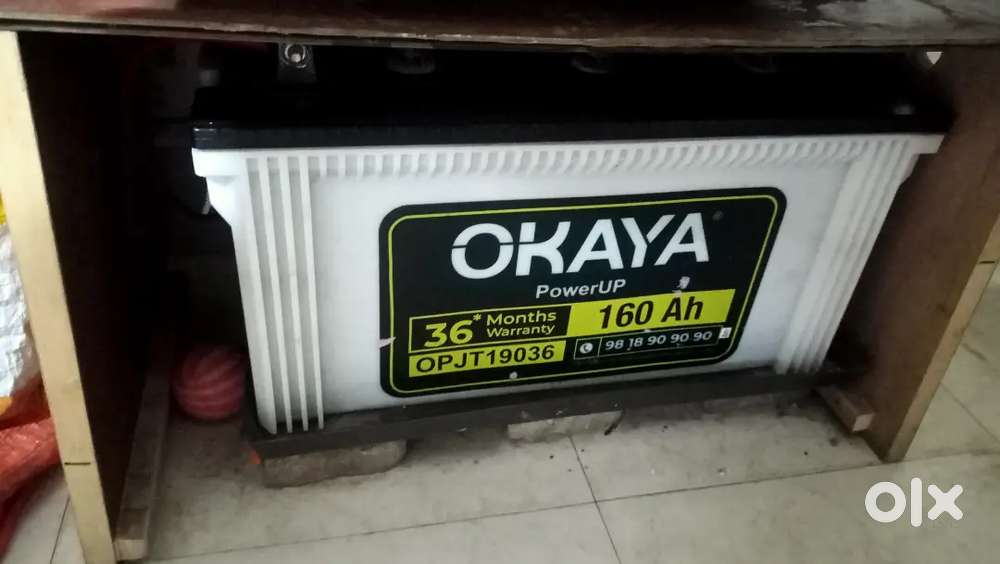 OKAYA®
PowerUP
36* Months Warranty
160 Ah
OPJT19036
98 18 90 90 90
olx